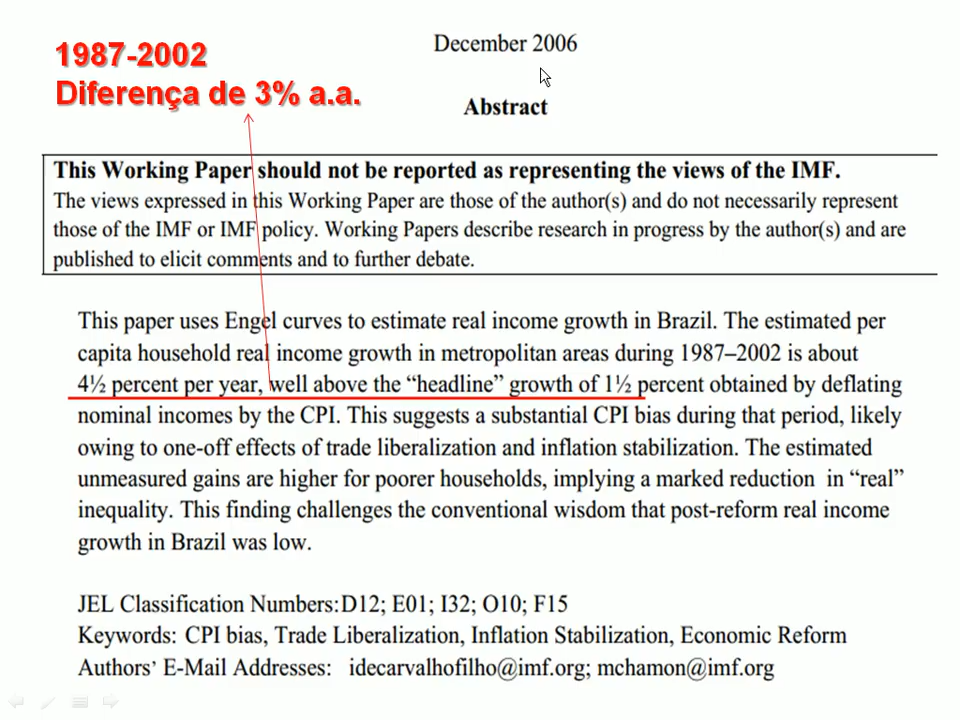 1987-2002
Diferença de 3% a.a.
December 2006
Abstract
This Working Paper should not be reported as representing the views of the IMF.
The views expressed in this Working Paper are those of the author(s) and do not necessarily represent
those of the IMF or IMF policy. Working Papers describe research in progress by the author(s) and are
published to elicit comments and to further debate.
This paper uses Engel curves to estimate real income growth in Brazil. The estimated per
capita household real income growth in metropolitan areas during 1987–2002 is about
4½ percent per year, well above the “headline” growth of 1½ percent obtained by deflating
nominal incomes by the CPI. This suggests a substantial CPI bias during that period, likely
owing to one-off effects of trade liberalization and inflation stabilization. The estimated
unmeasured gains are higher for poorer households, implying a marked reduction in “real”
inequality. This finding challenges the conventional wisdom that post-reform real income
growth in Brazil was low.
JEL Classification Numbers: D12; E01; I32; O10; F15
Keywords: CPI bias, Trade Liberalization, Inflation Stabilization, Economic Reform
Authors’ E-Mail Addresses: idecarvalhofilho@imf.org; mchamon@imf.org